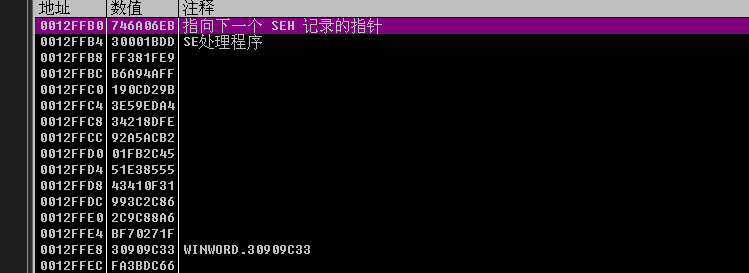 地址 数值 注释
0012FFB0 746A06EB 指向下一个 SEH 记录的指针
0012FFB4 30001BDD SE处理程序
0012FFB8 FF381FE9
0012FFBC B6A94AFF
0012FFC0 190CD29B
0012FFC4 3E59EDA4
0012FFC8 34218DFE
0012FFCC 92A5ACB2
0012FFD0 01FB2C45
0012FFD4 51E38555
0012FFD8 43410F31
0012FFDC 993C2C86
0012FFE0 2C9C88A6
0012FFE4 BF70271F
0012FFE8 30909C33 WINWORD.30909C33
0012FFEC FA3BDC66